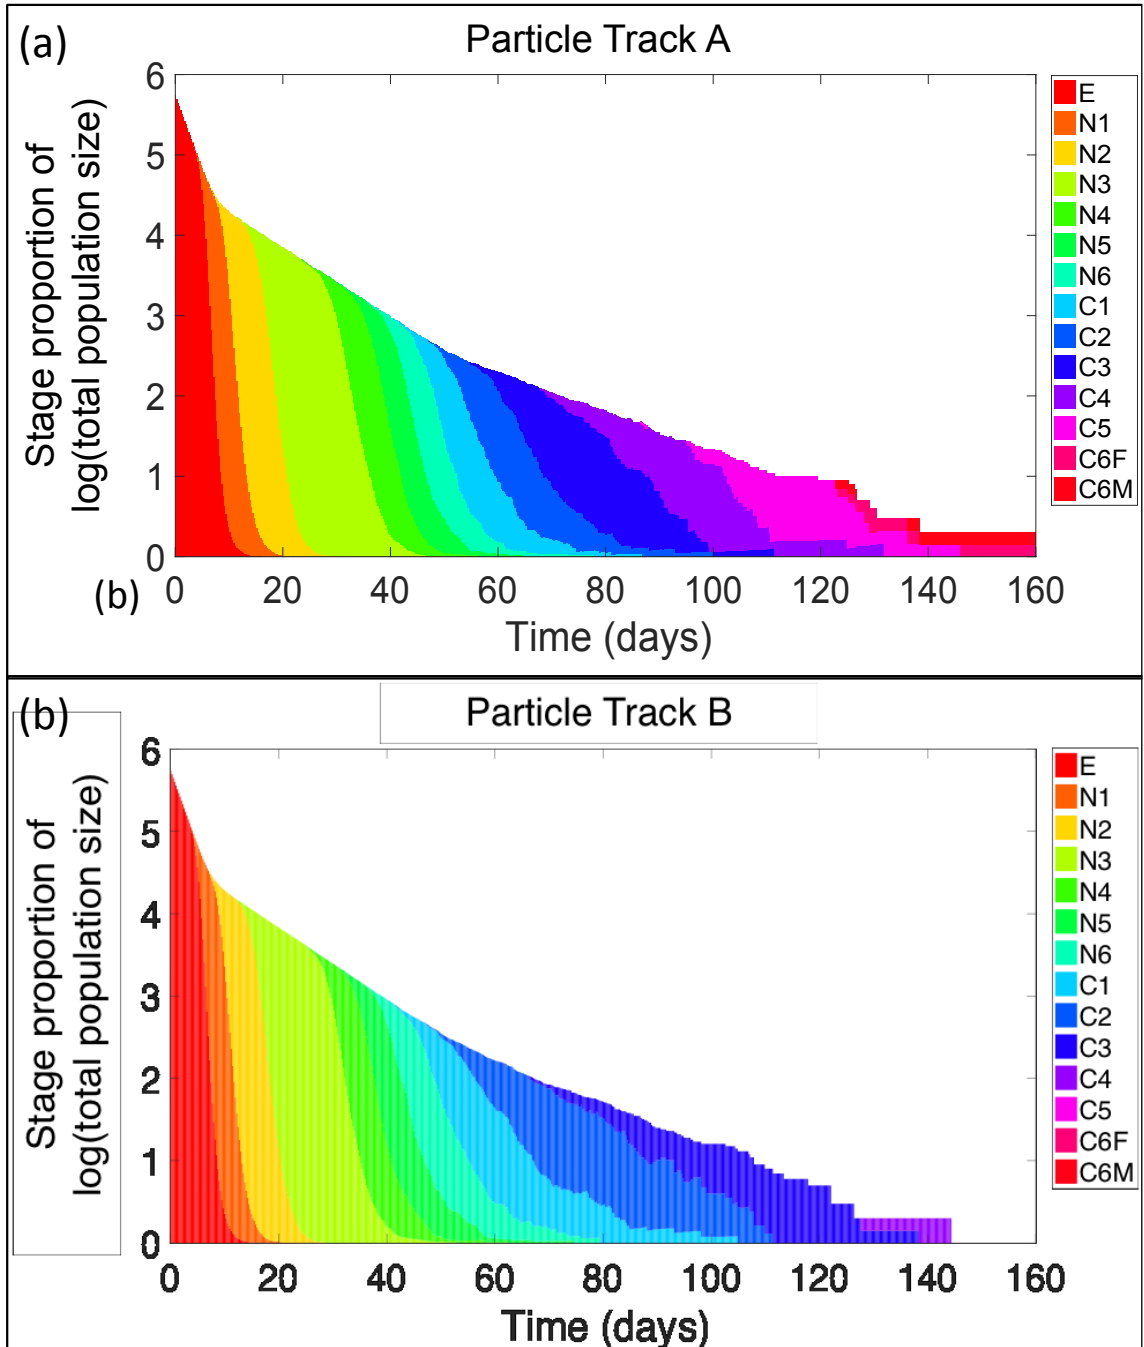 (a)
Particle Track A
Stage proportion of
log(total population size)
6
5
4
3
2
1
0
0 20 40 60 80 100 120 140 160
Time (days)
E
N1
N2
N3
N4
N5
N6
C1
C2
C3
C4
C5
C6F
C6M
(b)
(b)
Particle Track B
Stage proportion of
log(total population size)
6
5
4
3
2
1
0
0 20 40 60 80 100 120 140 160
Time (days)
E
N1
N2
N3
N4
N5
N6
C1
C2
C3
C4
C5
C6F
C6M